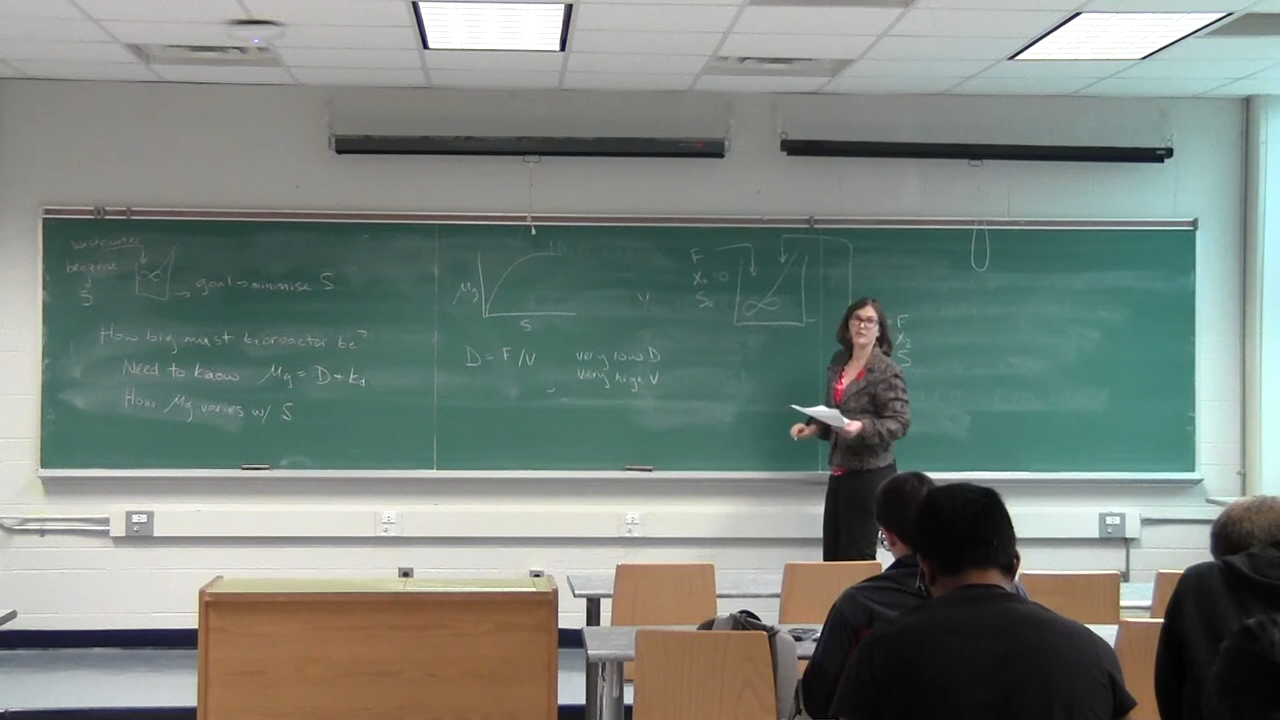 wastewater
benzene
S
goal → minimise S
How big must bioreactor be?
Need to know μg = D + kd
How μg varies w/ S
μg
S
D = F/V
very low D
very high V
F
X₀ = 0
S₀
F
X₂
S